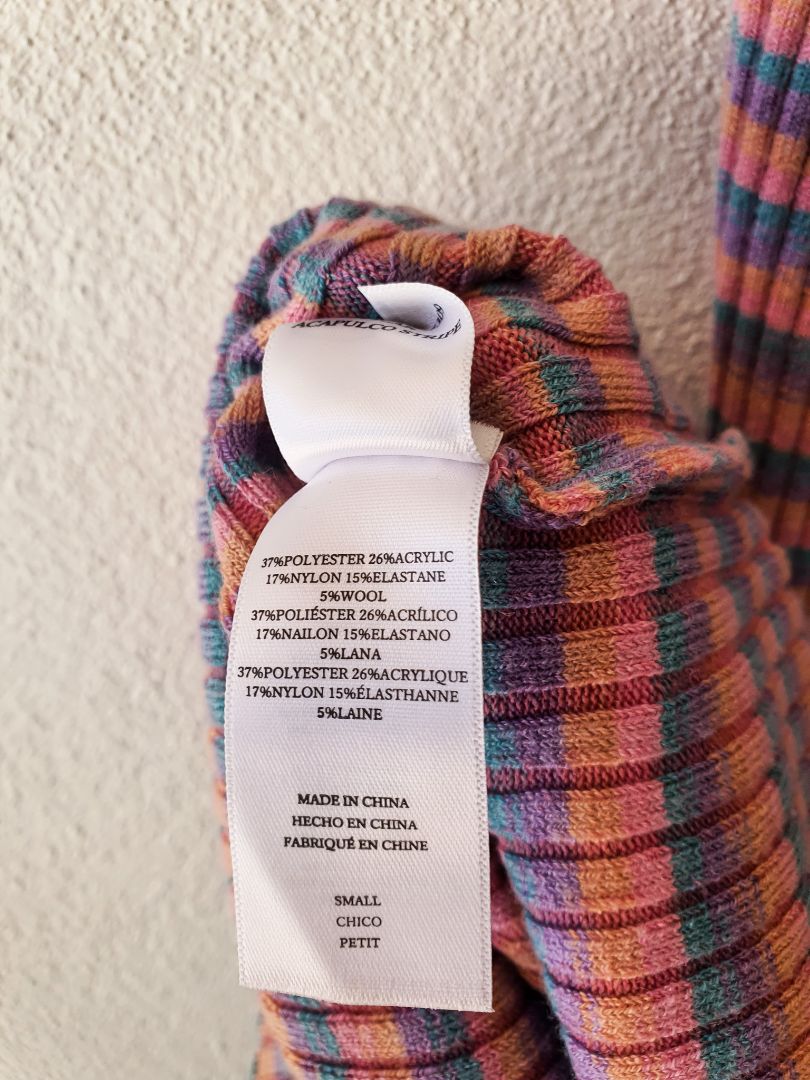 ACAPULCO STRIPE
37%POLYESTER 26%ACRYLIC
17%NYLON 15%ELASTANE
5%WOOL
37%POLIÉSTER 26%ACRÍLICO
17%NAILON 15%ELASTANO
5%LANA
37%POLYESTER 26%ACRYLIQUE
17%NYLON 15%ÉLASTHANNE
5%LAINE
MADE IN CHINA
HECHO EN CHINA
FABRIQUÉ EN CHINE
SMALL
CHICO
PETIT